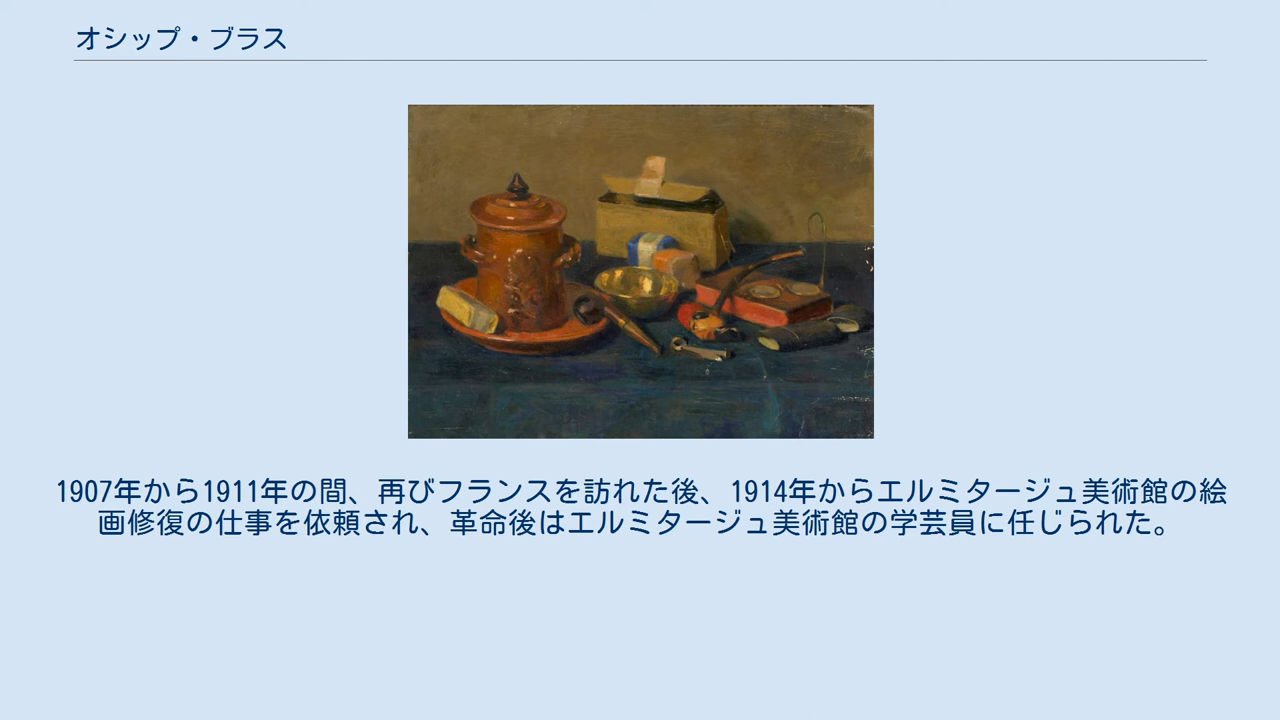 オシップ・ブラス
1907年から1911年の間、再びフランスを訪れた後、1914年からエルミタージュ美術館の絵
画修復の仕事を依頼され、革命後はエルミタージュ美術館の学芸員に任じられた。